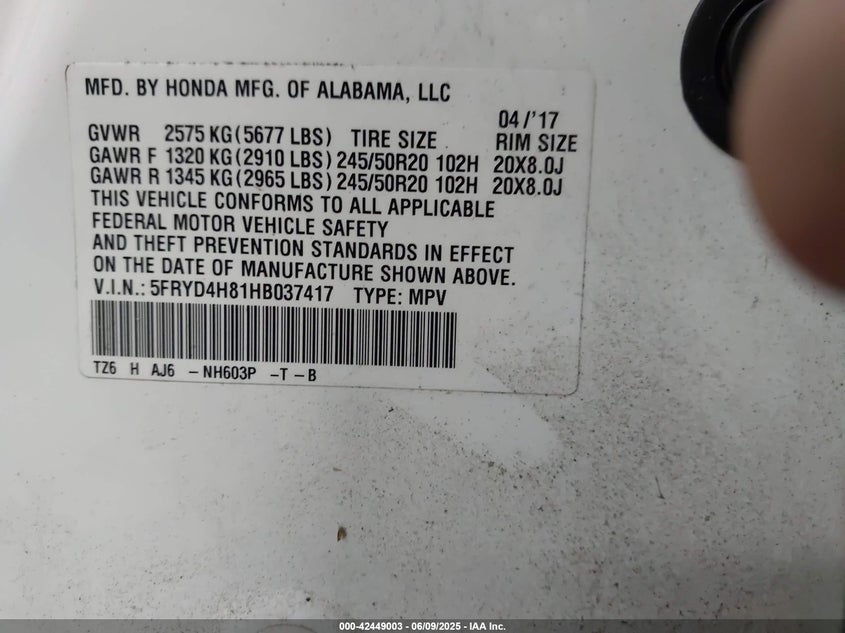 MFD. BY HONDA MFG. OF ALABAMA, LLC
04/'17
GVWR 2575 KG(5677 LBS) TIRE SIZE RIM SIZE
GAWR F 1320 KG(2910 LBS) 245/50R20 102H 20X8.0J
GAWR R 1345 KG(2965 LBS) 245/50R20 102H 20X8.0J
THIS VEHICLE CONFORMS TO ALL APPLICABLE
FEDERAL MOTOR VEHICLE SAFETY
AND THEFT PREVENTION STANDARDS IN EFFECT
ON THE DATE OF MANUFACTURE SHOWN ABOVE.
V.I.N.: 5FRYD4H81HB037417 TYPE: MPV
TZ6 H AJ6 -NH603P -T-B
000-42449003 - 06/09/2025 - IAA Inc.